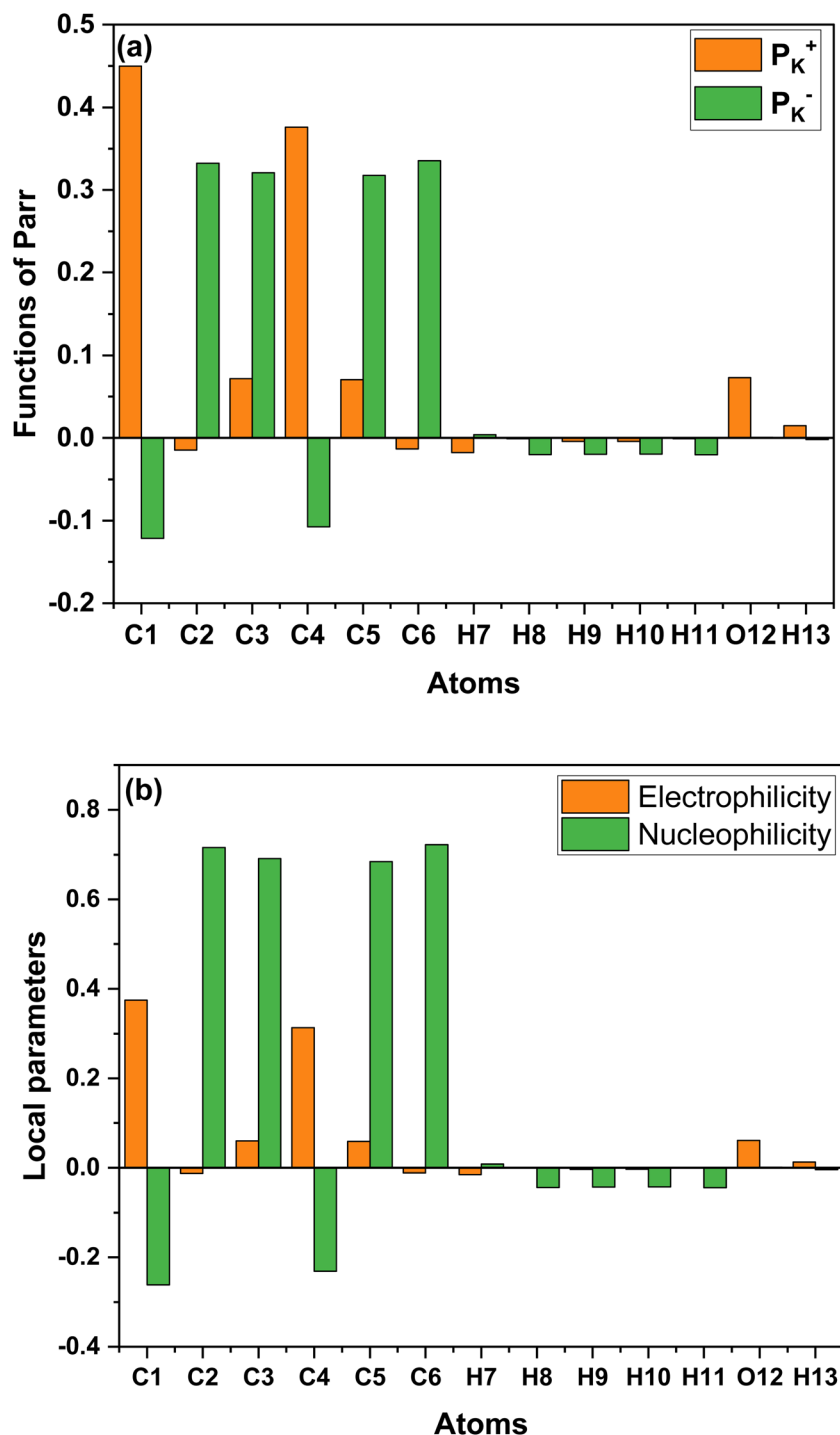 (a)
P_K^+
P_K^-
0.5
0.4
0.3
0.2
0.1
0.0
-0.1
-0.2
Functions of Parr
C1 C2 C3 C4 C5 C6 H7 H8 H9 H10 H11 O12 H13
Atoms
(b)
Electrophilicity
Nucleophilicity
0.8
0.6
0.4
0.2
0.0
-0.2
-0.4
Local parameters
C1 C2 C3 C4 C5 C6 H7 H8 H9 H10 H11 O12 H13
Atoms